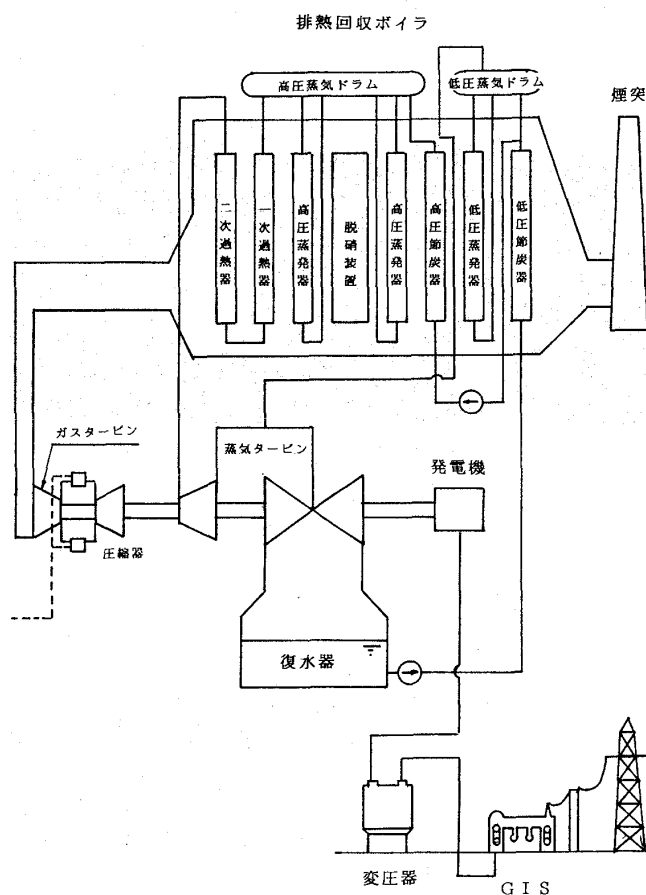 排熱回収ボイラ
高圧蒸気ドラム
低圧蒸気ドラム
煙突
二次過熱器
一次過熱器
高圧蒸発器
脱硝装置
高圧蒸発器
高圧節炭器
低圧蒸発器
低圧節炭器
ガスタービン
蒸気タービン
発電機
圧縮器
復水器
変圧器
GIS